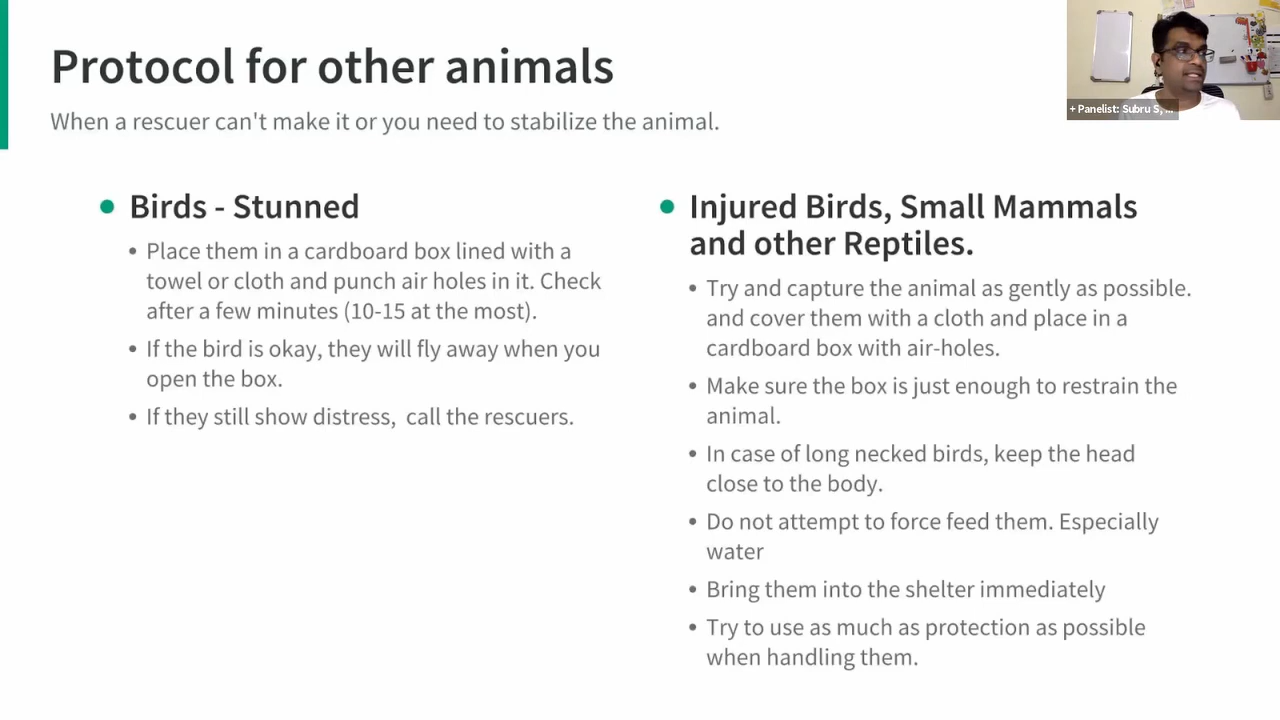 Protocol for other animals
When a rescuer can't make it or you need to stabilize the animal.
+ Panelist: Subru S, ...
Birds - Stunned
Place them in a cardboard box lined with a
towel or cloth and punch air holes in it. Check
after a few minutes (10-15 at the most).
If the bird is okay, they will fly away when you
open the box.
If they still show distress,  call the rescuers.
Injured Birds, Small Mammals
and other Reptiles.
Try and capture the animal as gently as possible.
and cover them with a cloth and place in a
cardboard box with air-holes.
Make sure the box is just enough to restrain the
animal.
In case of long necked birds, keep the head
close to the body.
Do not attempt to force feed them. Especially
water
Bring them into the shelter immediately
Try to use as much as protection as possible
when handling them.